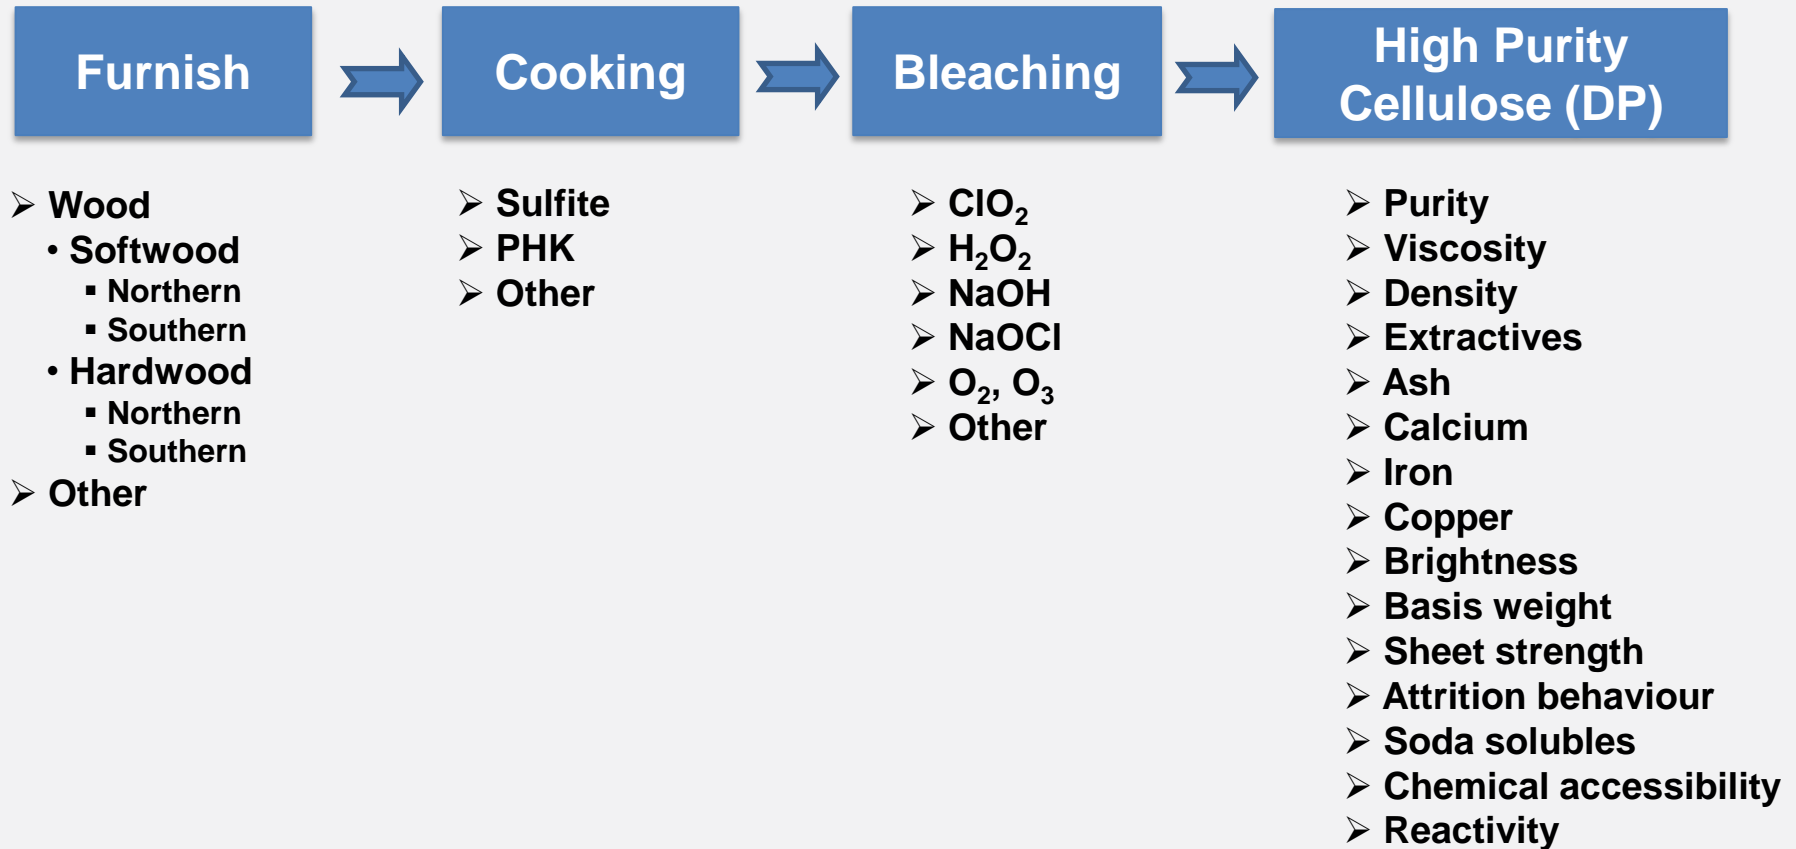 Furnish
Cooking
Bleaching
High Purity
Cellulose (DP)
➢ Wood
• Softwood
▪ Northern
▪ Southern
• Hardwood
▪ Northern
▪ Southern
➢ Other
➢ Sulfite
➢ PHK
➢ Other
➢ ClO₂
➢ H₂O₂
➢ NaOH
➢ NaOCl
➢ O₂, O₃
➢ Other
➢ Purity
➢ Viscosity
➢ Density
➢ Extractives
➢ Ash
➢ Calcium
➢ Iron
➢ Copper
➢ Brightness
➢ Basis weight
➢ Sheet strength
➢ Attrition behaviour
➢ Soda solubles
➢ Chemical accessibility
➢ Reactivity